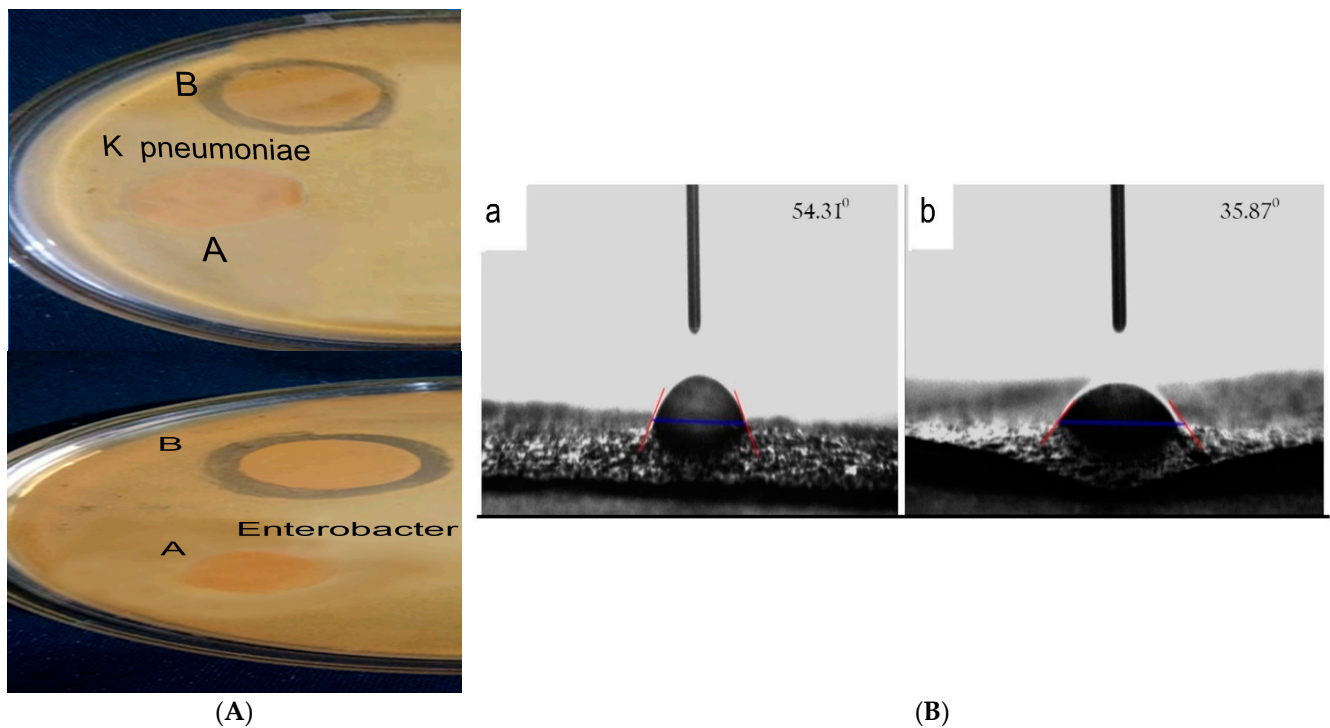 B
K pneumoniae
A
B
Enterobacter
A
(A)
a
54.31⁰
b
35.87⁰
(B)